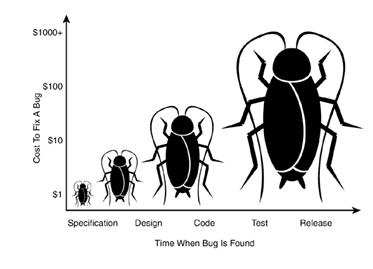 $1000+
$100
$10
$1
Cost To Fix A Bug
Specification Design Code Test Release
Time When Bug Is Found